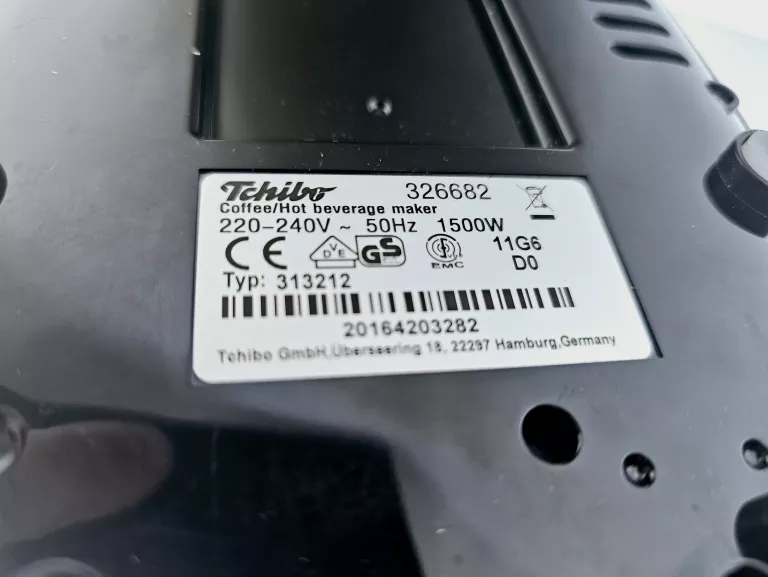 Tchibo 326682
Coffee/Hot beverage maker
220-240V ~ 50Hz 1500W
CE DVE GS EMC 11G6
D0
Typ: 313212
20164203282
Tchibo GmbH, Überseering 18, 22297 Hamburg, Germany